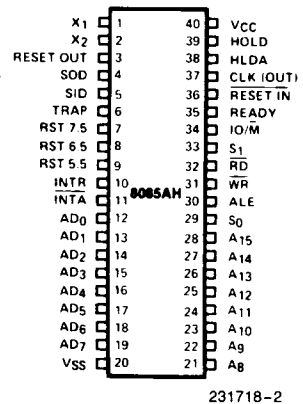 X1 1 40 VCC
X2 2 39 HOLD
RESET OUT 3 38 HLDA
SOD 4 37 CLK (OUT)
SID 5 36 RESET IN
TRAP 6 35 READY
RST 7.5 7 34 IO/M
RST 6.5 8 33 S1
RST 5.5 9 32 RD
INTR 10 8085AH 31 WR
INTA 11 30 ALE
AD0 12 29 S0
AD1 13 28 A15
AD2 14 27 A14
AD3 15 26 A13
AD4 16 25 A12
AD5 17 24 A11
AD6 18 23 A10
AD7 19 22 A9
VSS 20 21 A8
231718-2